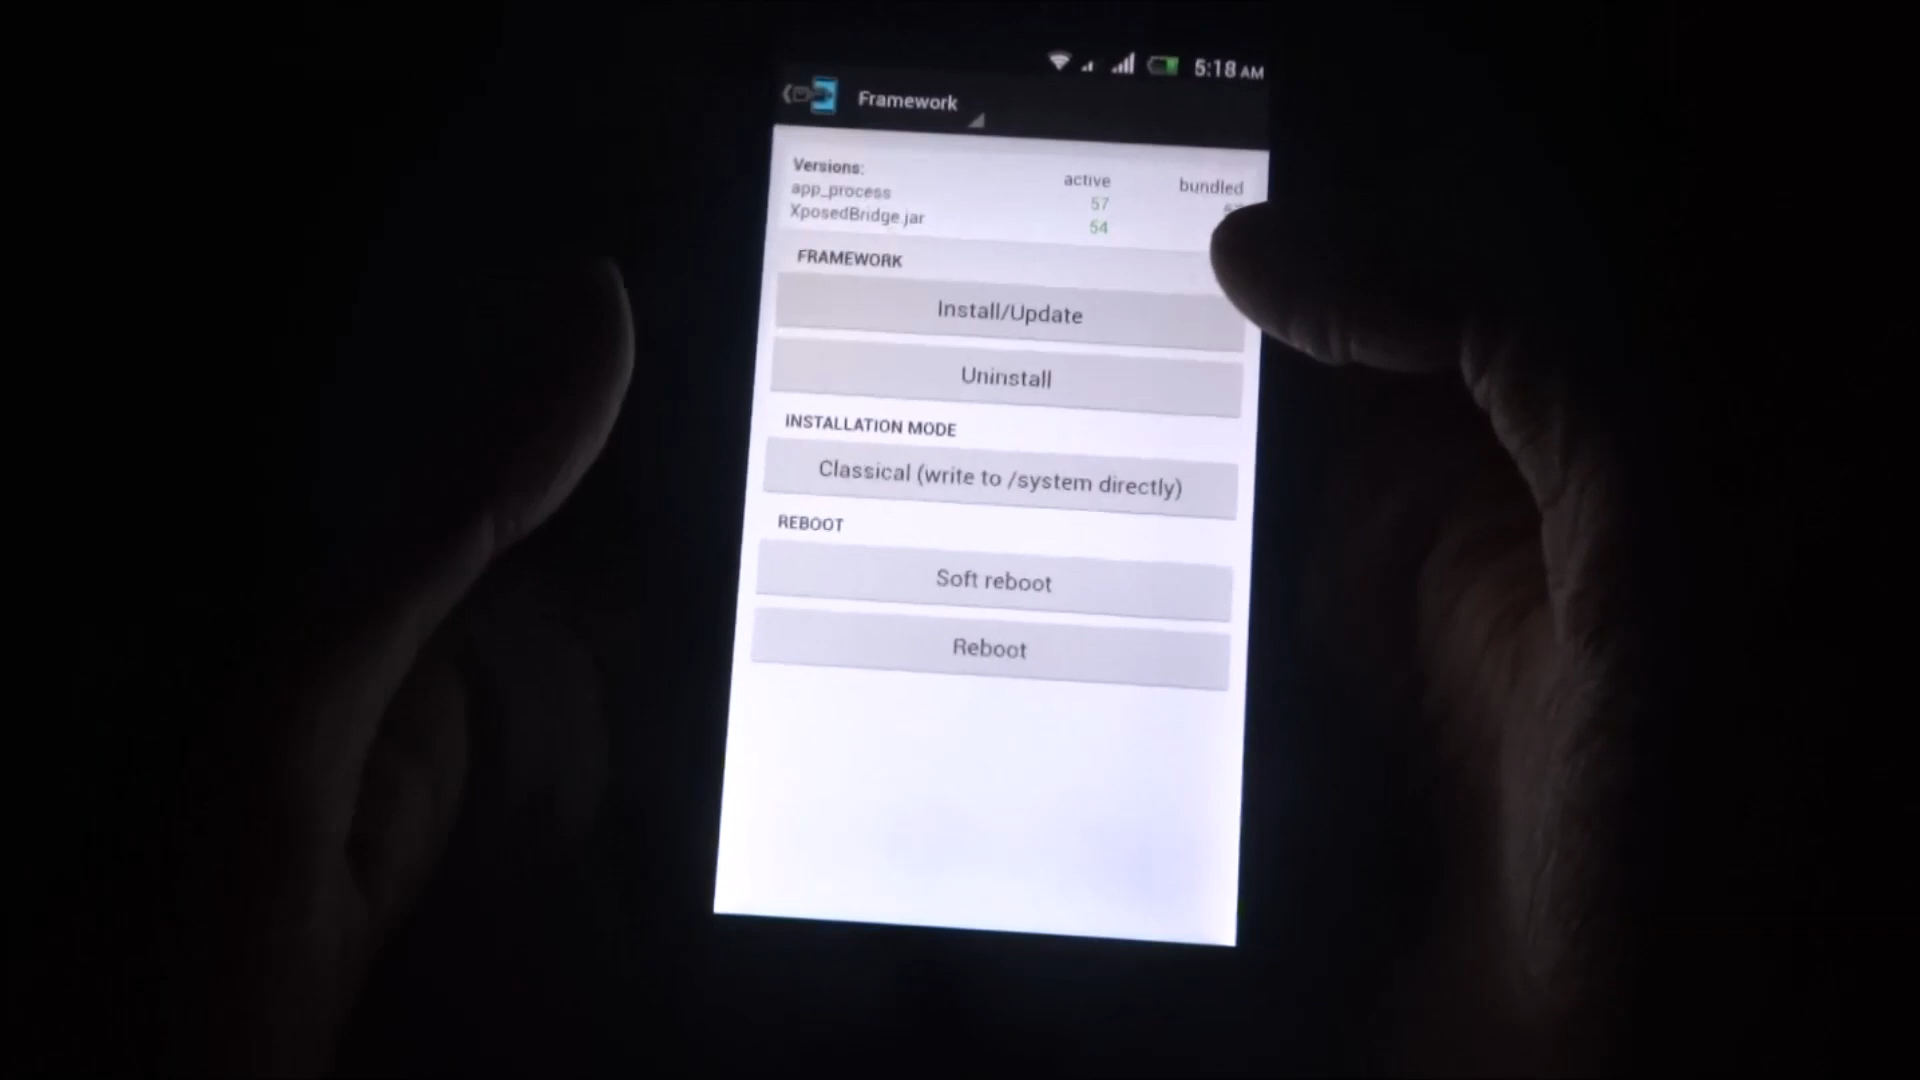 5:18 AM
Framework
Versions: active bundled
app_process 57
XposedBridge.jar 54
FRAMEWORK
Install/Update
Uninstall
INSTALLATION MODE
Classical (write to /system directly)
REBOOT
Soft reboot
Reboot